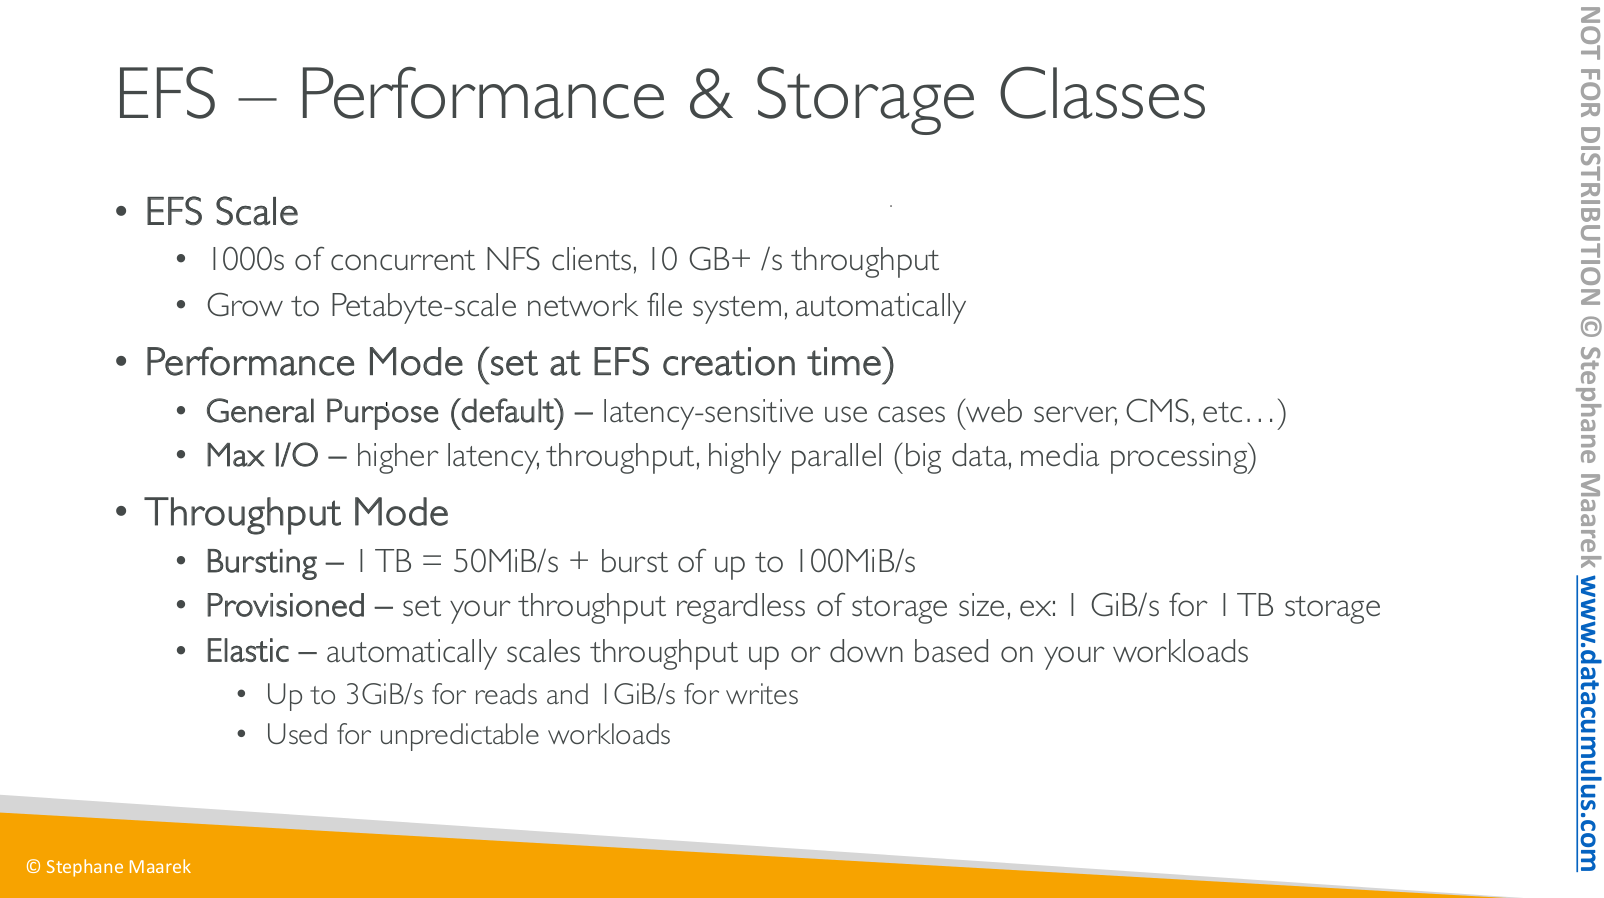 EFS – Performance & Storage Classes
• EFS Scale
• 1000s of concurrent NFS clients, 10 GB+ /s throughput
• Grow to Petabyte-scale network file system, automatically
• Performance Mode (set at EFS creation time)
• General Purpose (default) – latency-sensitive use cases (web server, CMS, etc…)
• Max I/O – higher latency, throughput, highly parallel (big data, media processing)
• Throughput Mode
• Bursting – 1 TB = 50MiB/s + burst of up to 100MiB/s
• Provisioned – set your throughput regardless of storage size, ex: 1 GiB/s for 1 TB storage
• Elastic – automatically scales throughput up or down based on your workloads
• Up to 3GiB/s for reads and 1GiB/s for writes
• Used for unpredictable workloads
© Stephane Maarek
NOT FOR DISTRIBUTION © Stephane Maarek www.datacumulus.com